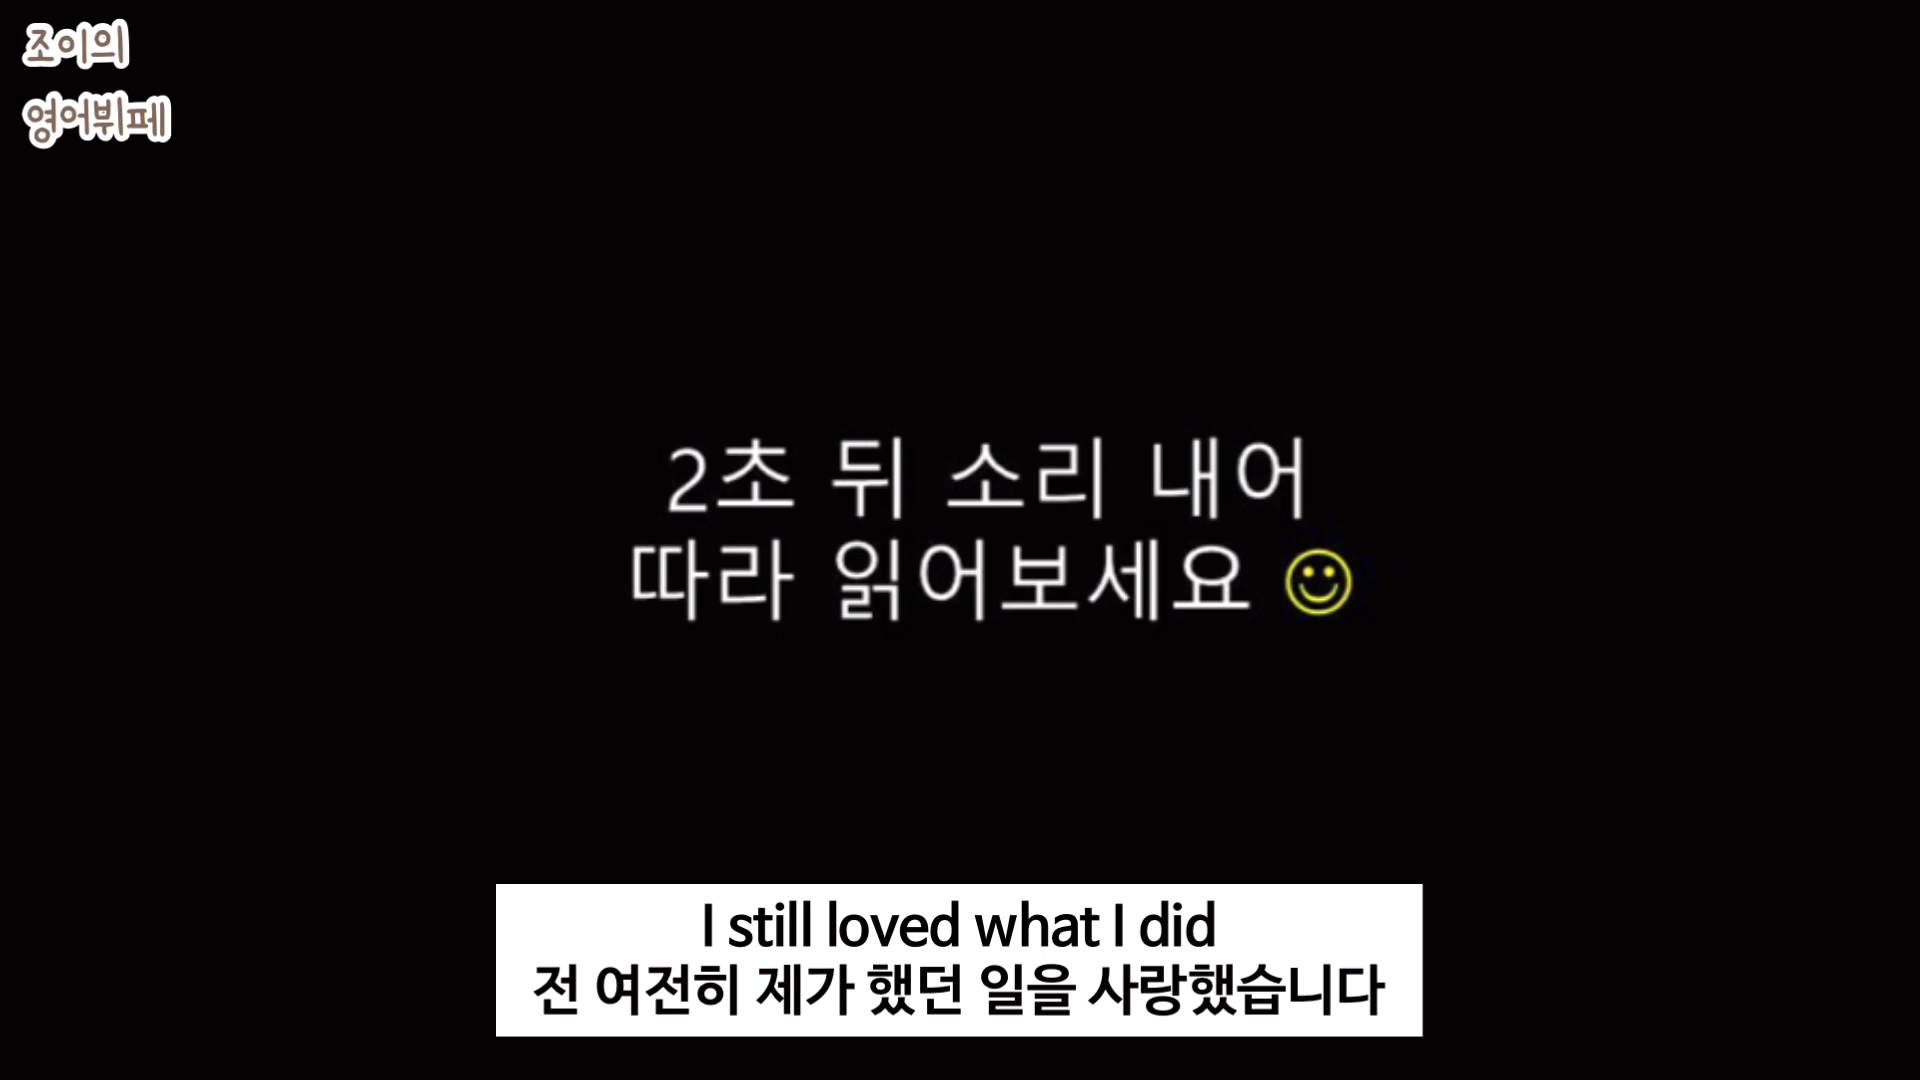 조이의
영어뷔페
2초 뒤 소리 내어
따라 읽어보세요 ☺
I still loved what I did
전 여전히 제가 했던 일을 사랑했습니다